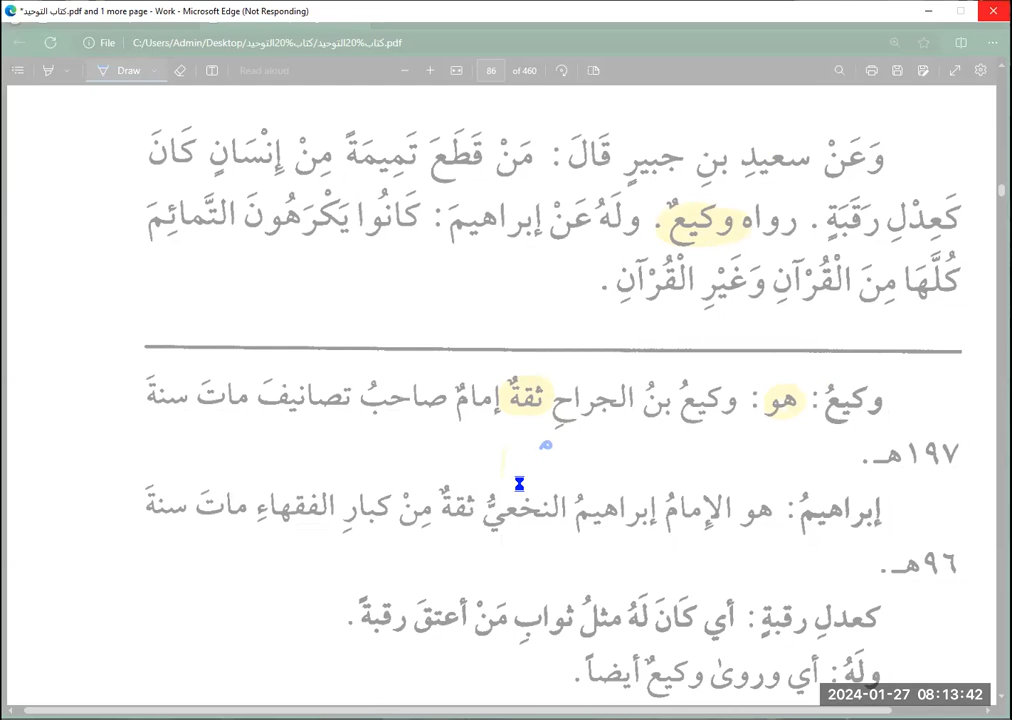 *كتاب التوحيد.pdf and 1 more page - Work - Microsoft Edge (Not Responding)
File C:/Users/Admin/Desktop/كتاب%20التوحيد/كتاب%20التوحيد.pdf
Draw Read aloud 86 of 460
وَعَنْ سعيدِ بنِ جبيرٍ قَالَ: مَنْ قَطَعَ تَمِيمَةً مِنْ إِنْسَانٍ كَانَ
كَعِدْلِ رَقَبَةٍ. رواه وكيعٌ. ولَهُ عَنْ إبراهيمَ: كَانُوا يَكْرَهُونَ التَّمائِمَ
كُلَّهَا مِنَ الْقُرْآنِ وَغَيْرِ الْقُرْآنِ.
وكيعُ: هو: وكيعُ بنُ الجراحِ ثقةٌ إمامٌ صاحبُ تصانيفَ ماتَ سنةَ
١٩٧هـ.
م
إبراهيمُ: هو الإمامُ إبراهيمُ النخعيُّ ثقةٌ مِنْ كبارِ الفقهاءِ ماتَ سنةَ
٩٦هـ.
كعدلِ رقبةٍ: أي كَانَ لَهُ مثلُ ثوابِ مَنْ أعتقَ رقبةً.
ولَهُ: أي وروىٰ وكيعٌ أيضاً.
2024-01-27 08:13:42